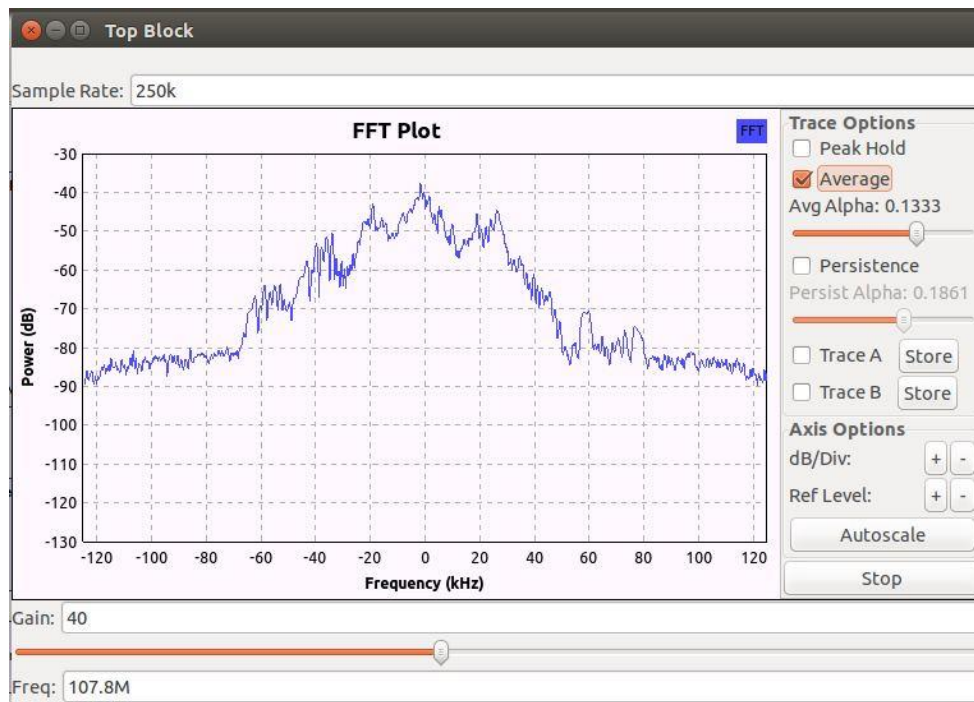 Top Block
Sample Rate: 250k
FFT Plot
FFT
-30
-40
-50
-60
-70
-80
-90
-100
-110
-120
-130
Power (dB)
-120 -100 -80 -60 -40 -20 0 20 40 60 80 100 120
Frequency (kHz)
Trace Options
Peak Hold
Average
Avg Alpha: 0.1333
Persistence
Persist Alpha: 0.1861
Trace A Store
Trace B Store
Axis Options
dB/Div: + -
Ref Level: + -
Autoscale
Stop
Gain: 40
Freq: 107.8M